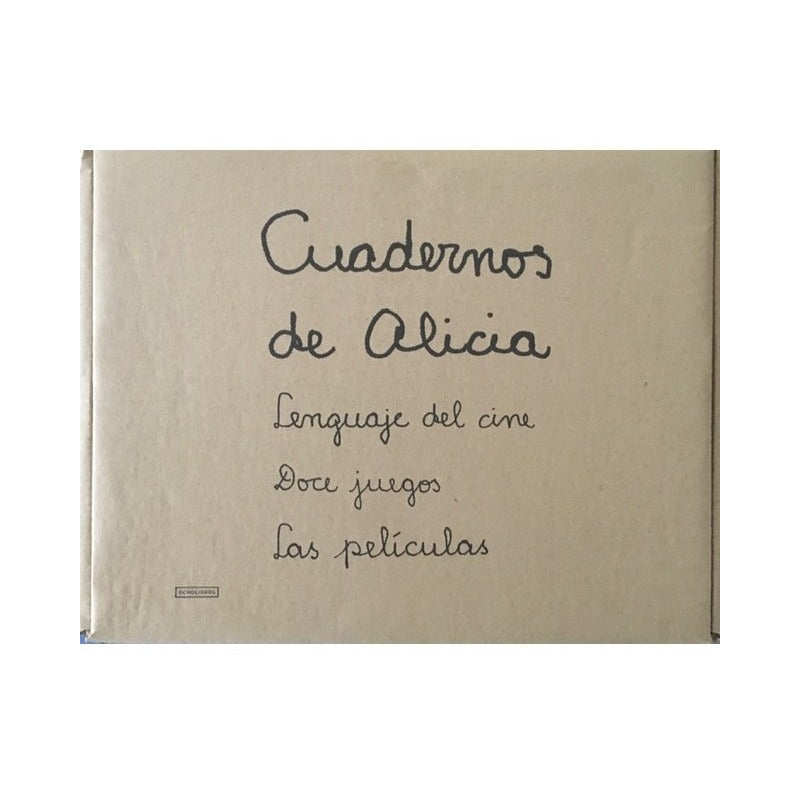 Cuadernos
de Alicia
Lenguaje del cine
Doce juegos
Las películas
OCHOLIBROS